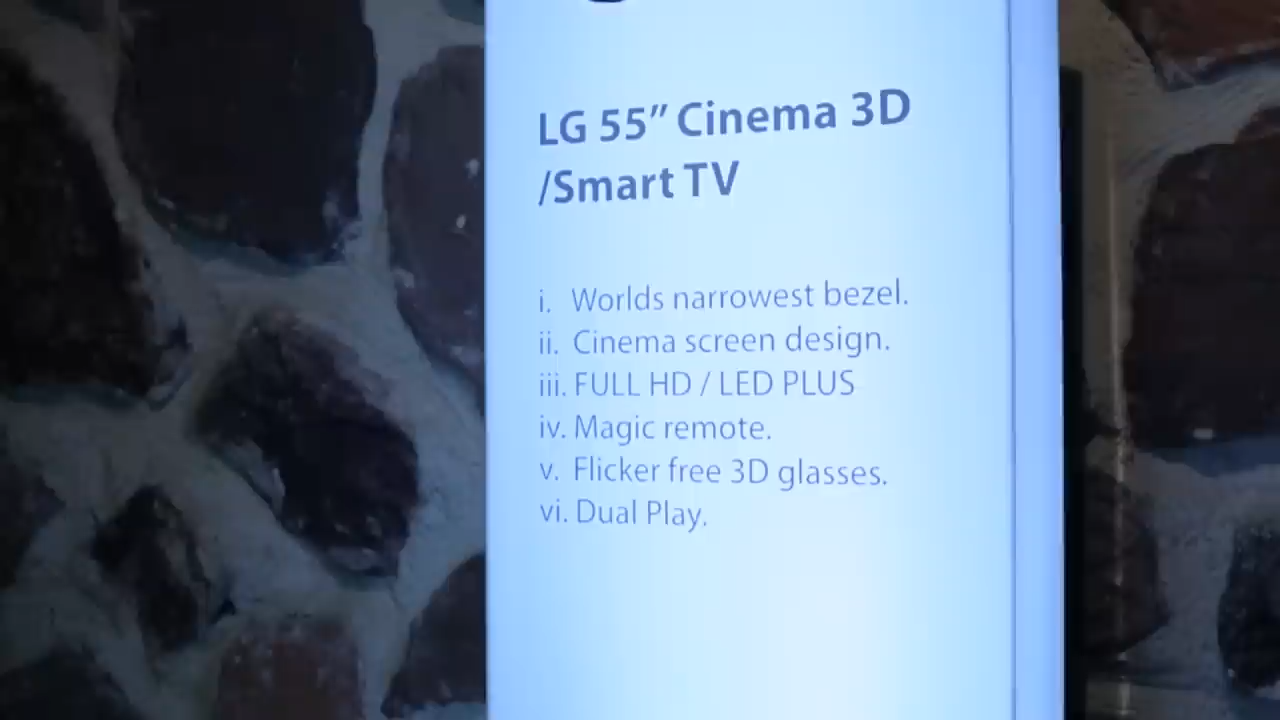 LG 55” Cinema 3D
/Smart TV
i. Worlds narrowest bezel.
ii. Cinema screen design.
iii. FULL HD / LED PLUS
iv. Magic remote.
v. Flicker free 3D glasses.
vi. Dual Play.